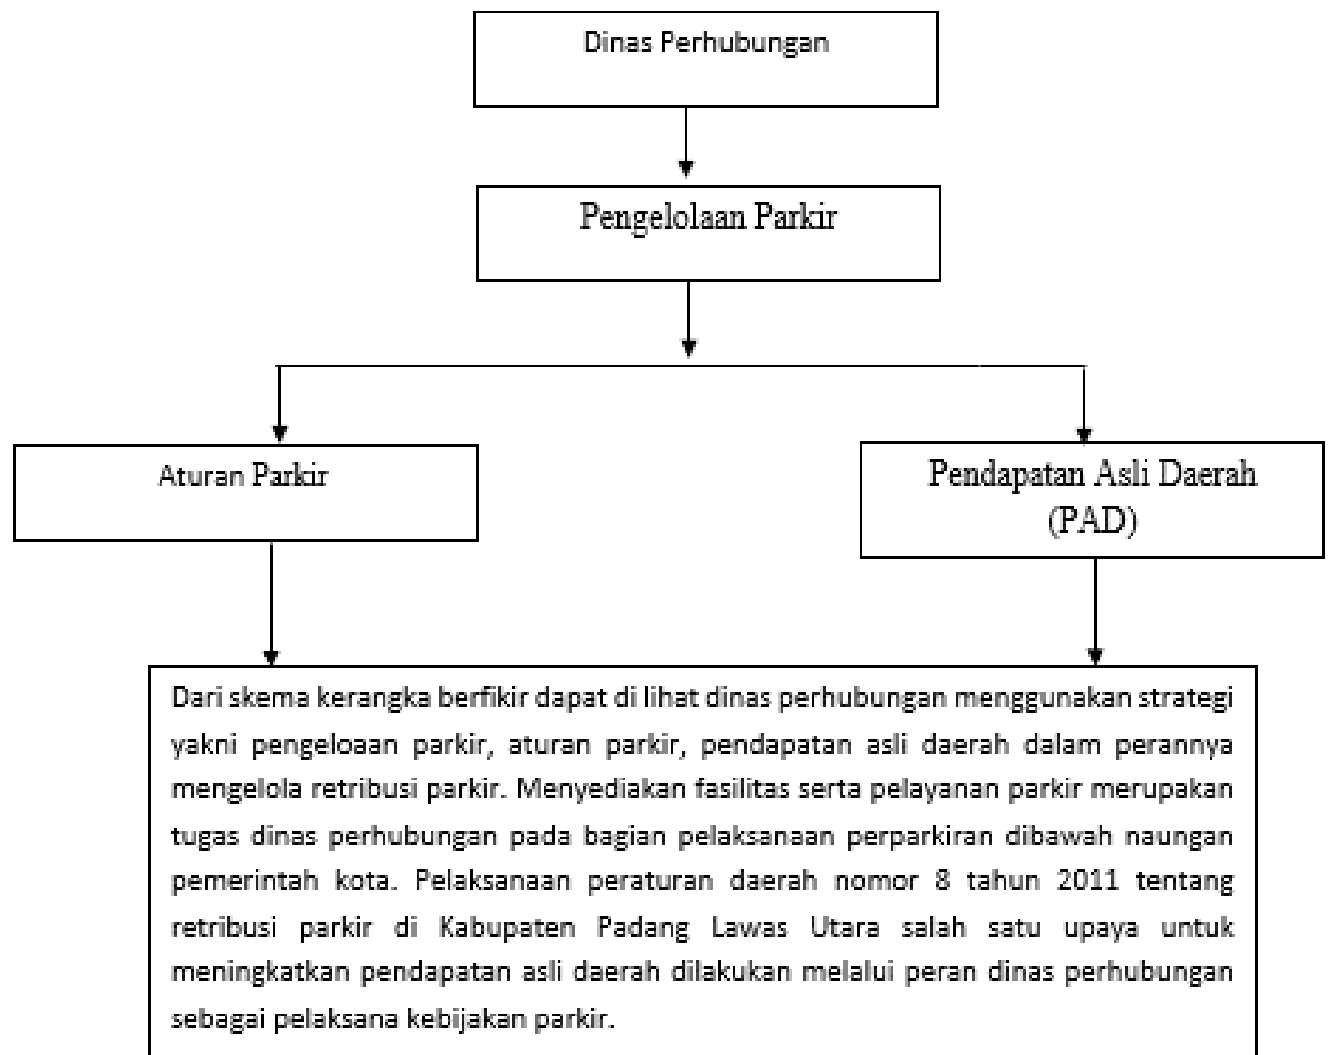 Dinas Perhubungan
Pengelolaan Parkir
Aturan Parkir
Pendapatan Asli Daerah
(PAD)
Dari skema kerangka berfikir dapat di lihat dinas perhubungan menggunakan strategi
yakni pengeloaan parkir, aturan parkir, pendapatan asli daerah dalam perannya
mengelola retribusi parkir. Menyediakan fasilitas serta pelayanan parkir merupakan
tugas dinas perhubungan pada bagian pelaksanaan perparkiran dibawah naungan
pemerintah kota. Pelaksanaan peraturan daerah nomor 8 tahun 2011 tentang
retribusi parkir di Kabupaten Padang Lawas Utara salah satu upaya untuk
meningkatkan pendapatan asli daerah dilakukan melalui peran dinas perhubungan
sebagai pelaksana kebijakan parkir.